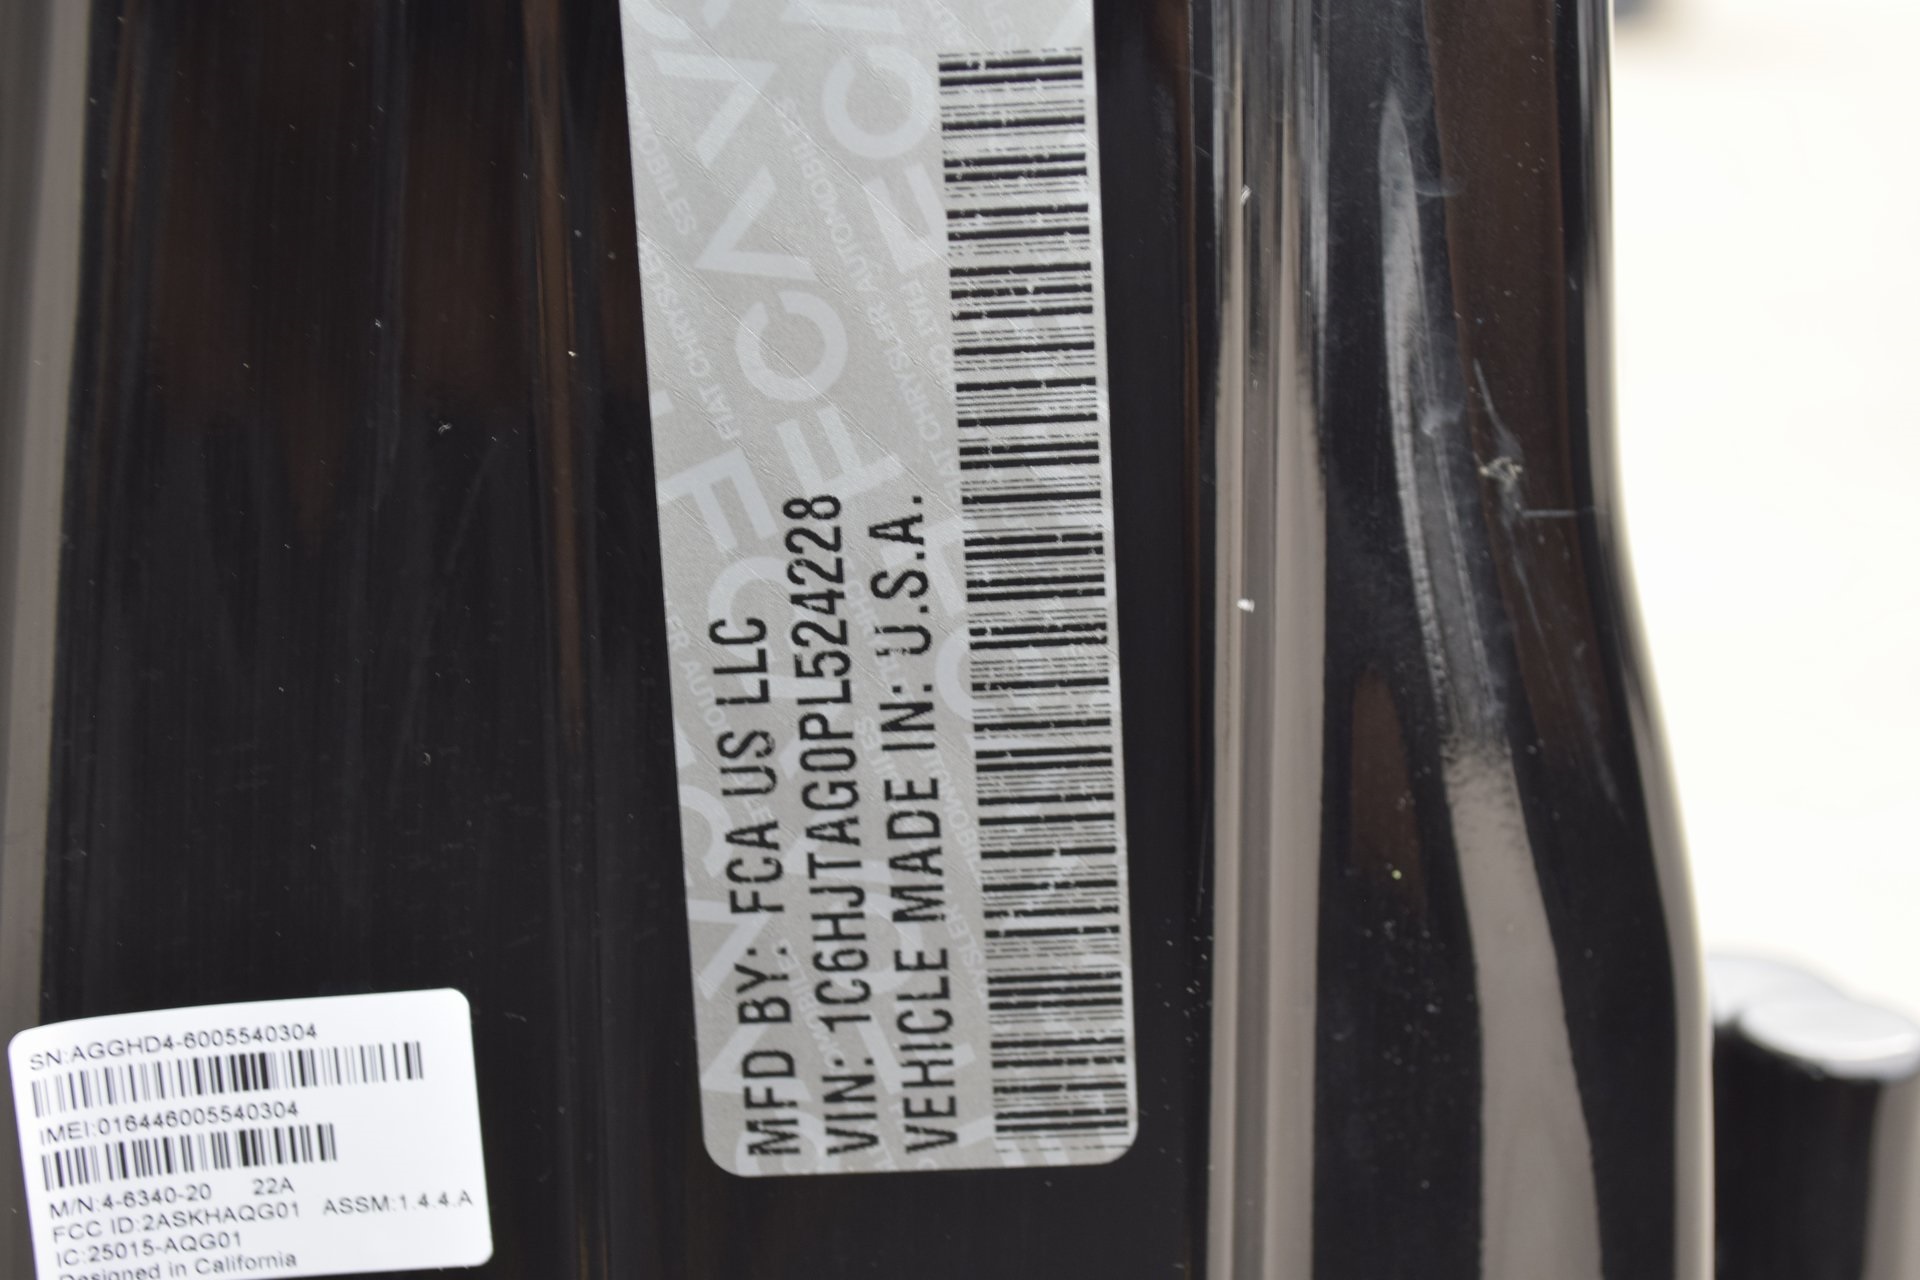 MFD BY: FCA US LLC
VIN: 1C6HJTAG0PL524228
VEHICLE MADE IN: U.S.A.
SN:AGGHD4-6005540304
IMEI:016446005540304
M/N:4-6340-20 22A
FCC ID:2ASKHAQG01 ASSM:1.4.4.A
IC:25015-AQG01
Designed in California